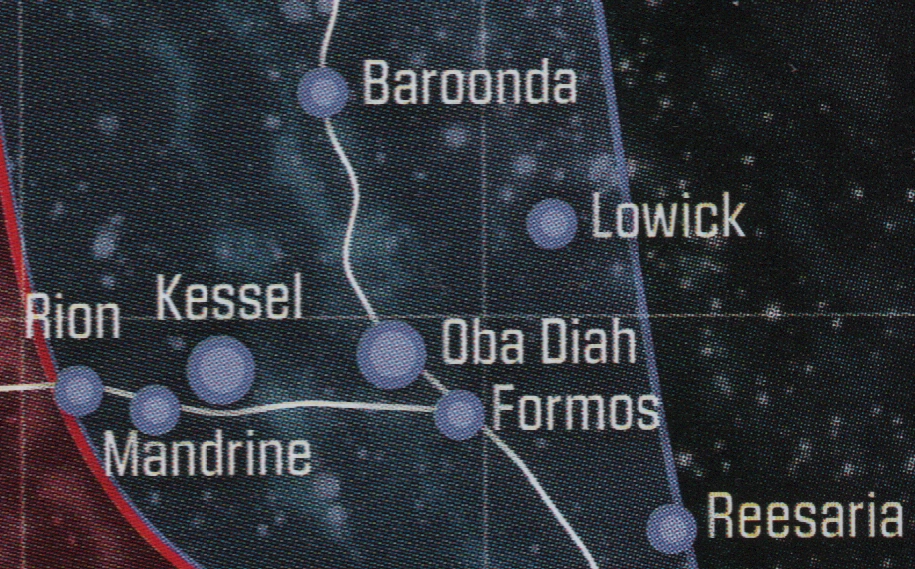 Baroonda
Lowick
Kessel
Rion
Oba Diah
Formos
Mandrine
Reesaria